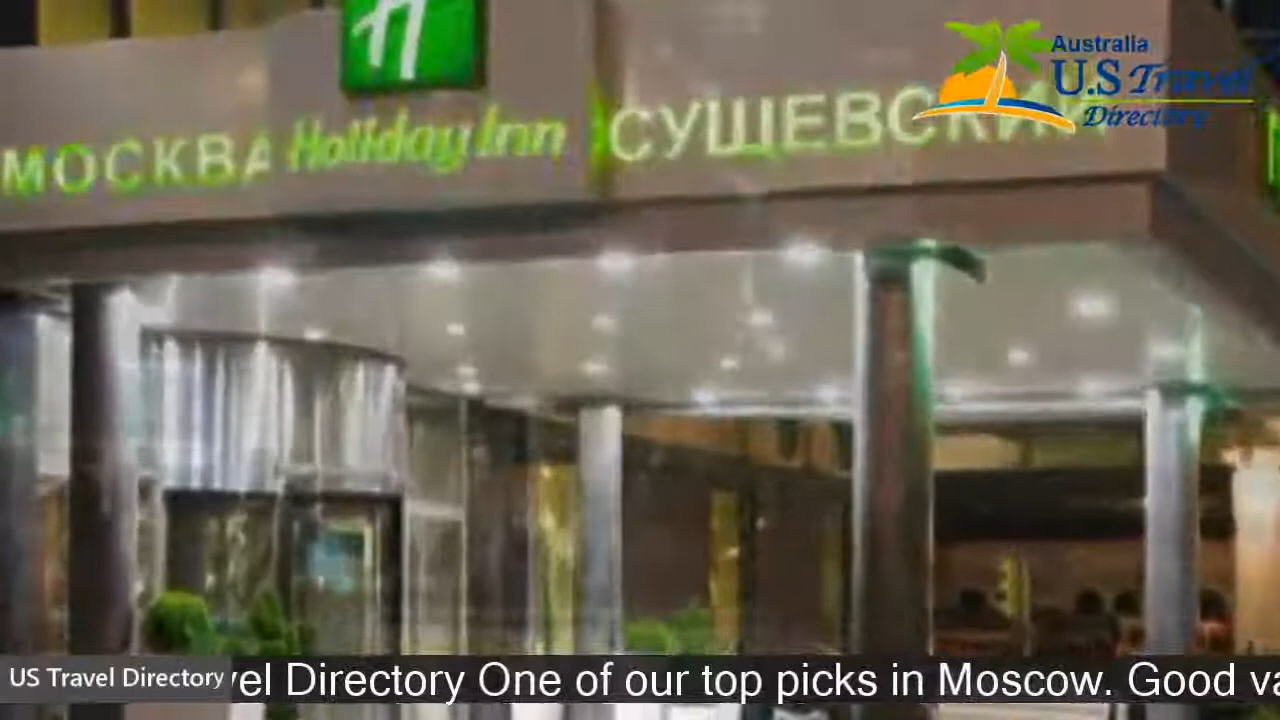 Australia
U.S Travel
Directory
МОСКВА Holiday Inn СУЩЕВСКИЙ
US Travel Directory
vel Directory One of our top picks in Moscow. Good va